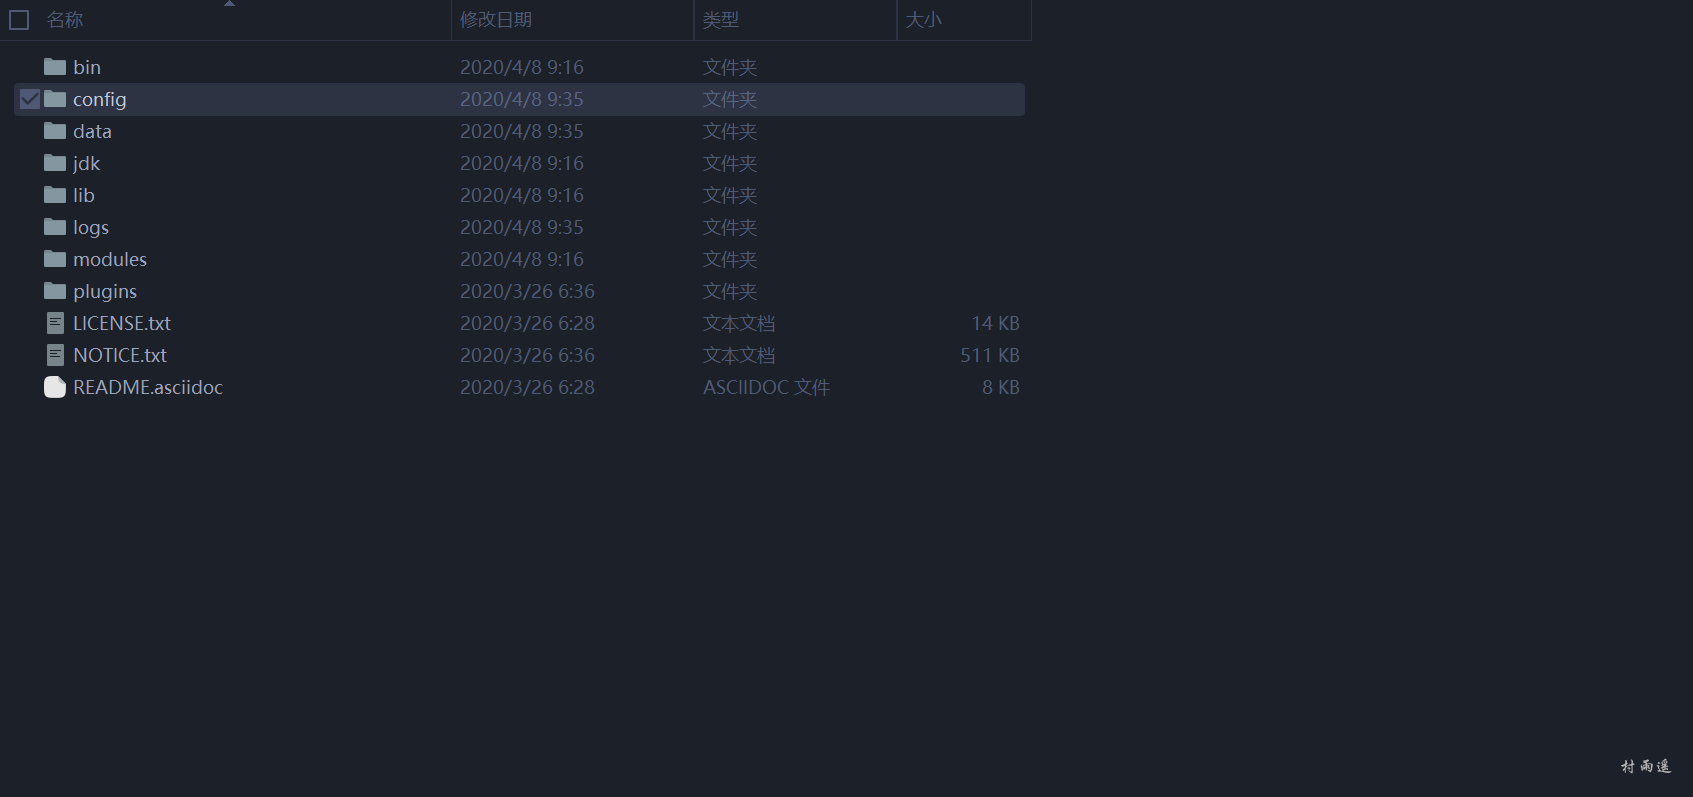 名称 修改日期 类型 大小
bin 2020/4/8 9:16 文件夹
config 2020/4/8 9:35 文件夹
data 2020/4/8 9:35 文件夹
jdk 2020/4/8 9:16 文件夹
lib 2020/4/8 9:16 文件夹
logs 2020/4/8 9:35 文件夹
modules 2020/4/8 9:16 文件夹
plugins 2020/3/26 6:36 文件夹
LICENSE.txt 2020/3/26 6:28 文本文档 14 KB
NOTICE.txt 2020/3/26 6:36 文本文档 511 KB
README.asciidoc 2020/3/26 6:28 ASCIIDOC 文件 8 KB
村雨遥